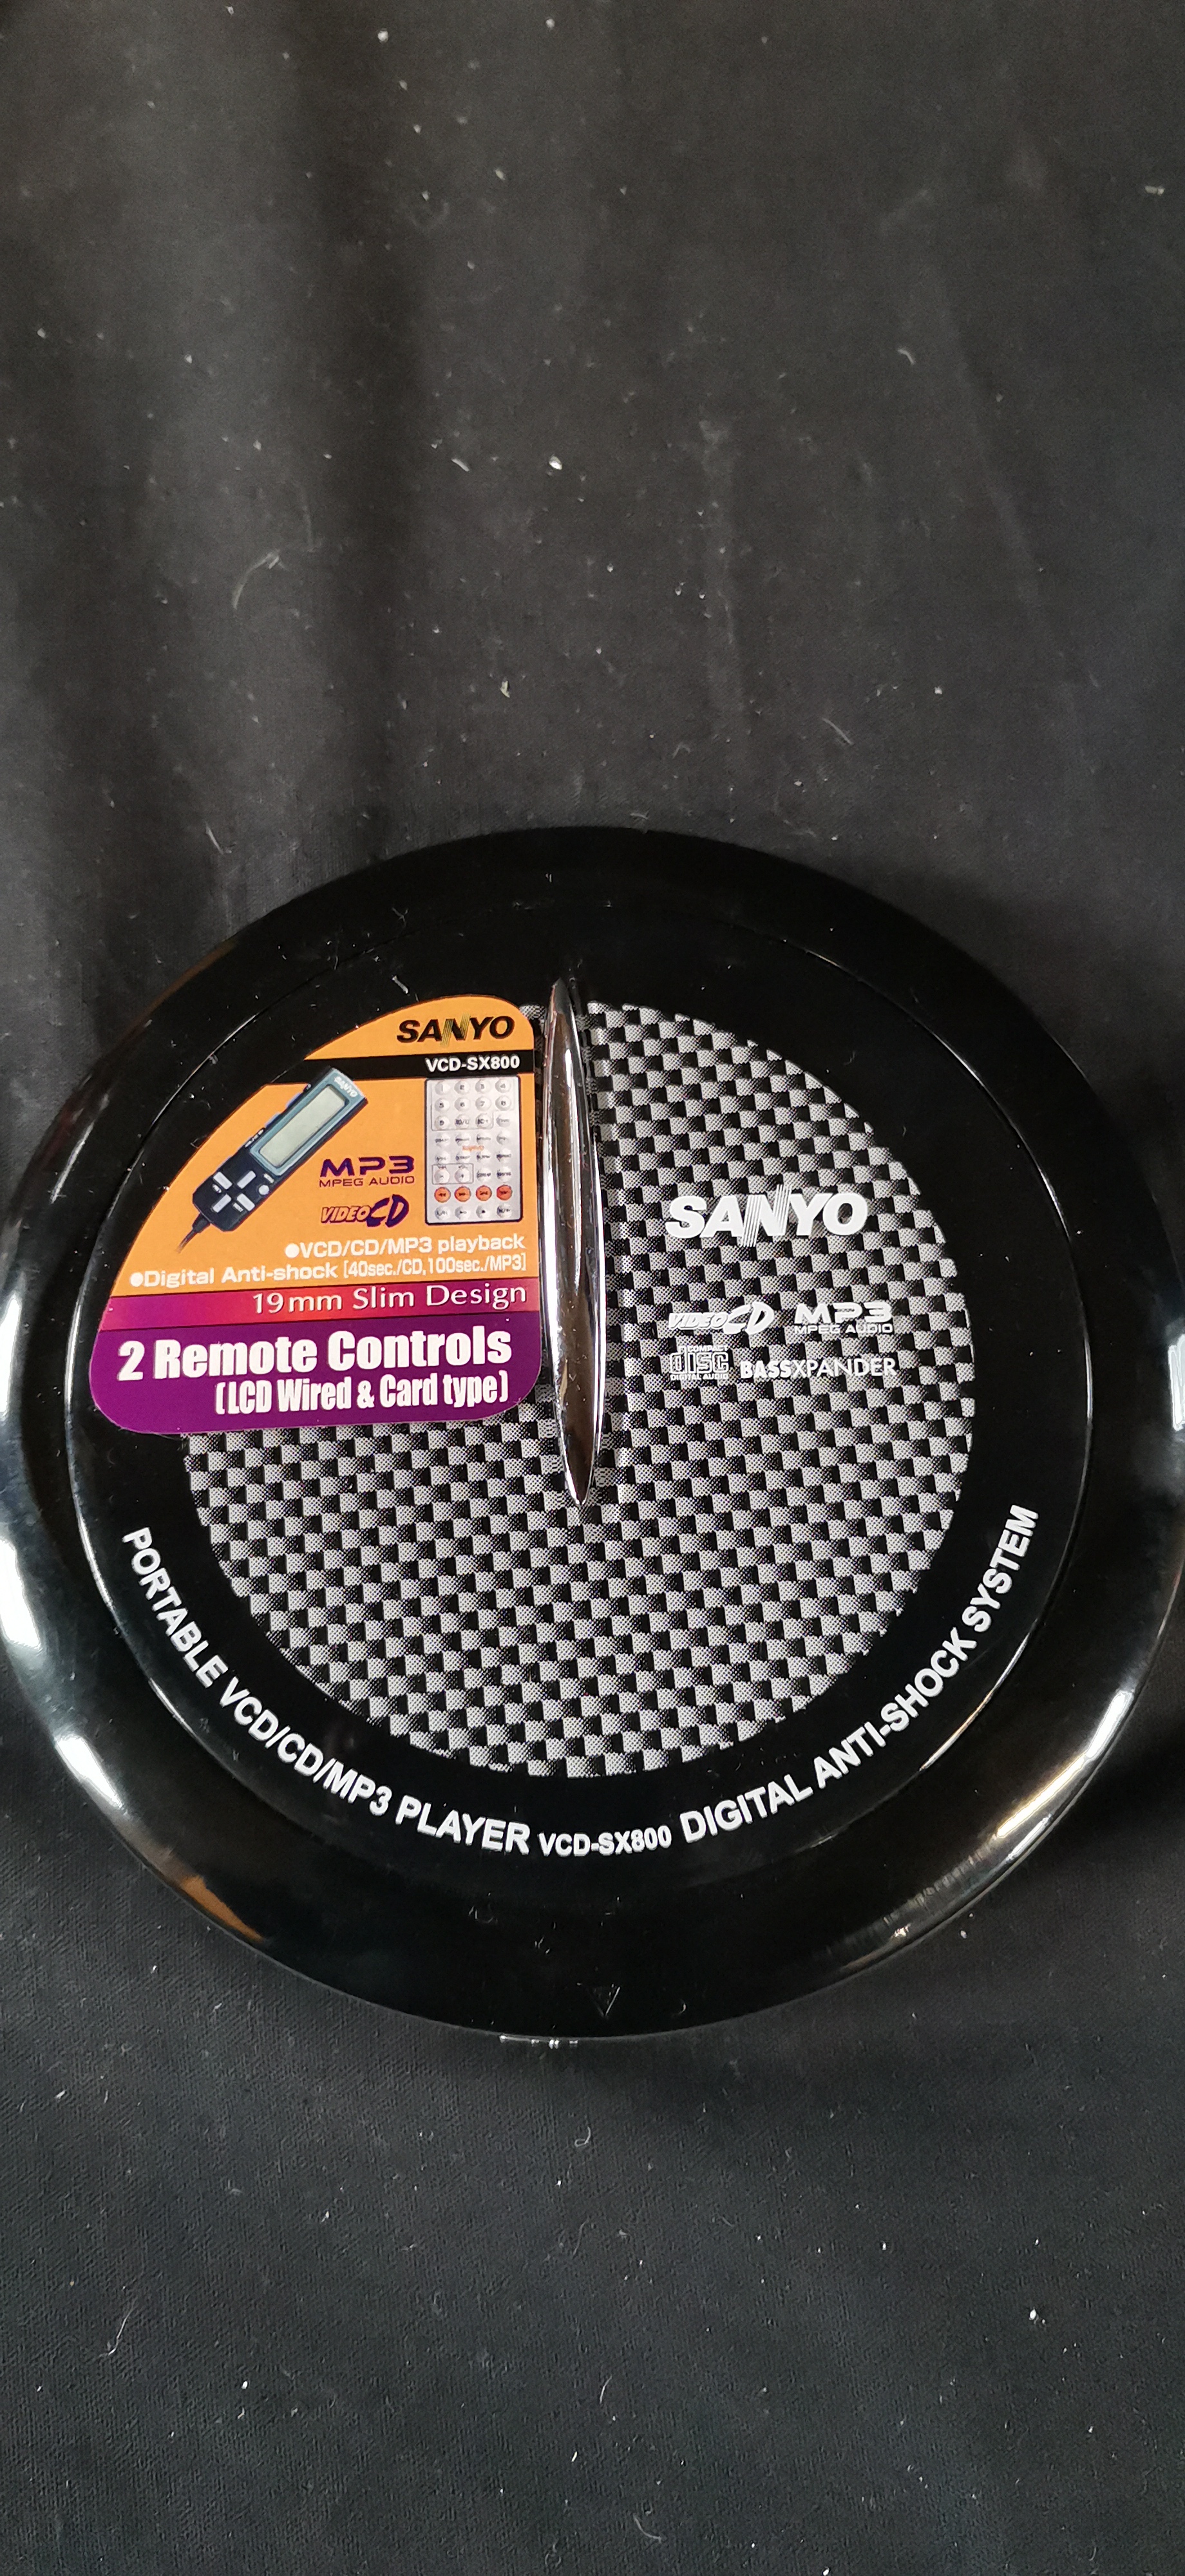 SANYO
VCD-SX800
MP3
MPEG AUDIO
VIDEO CD
●VCD/CD/MP3 playback
●Digital Anti-shock [40sec./CD,100sec./MP3]
19mm Slim Design
2 Remote Controls
(LCD Wired & Card type)
SANYO
VIDEO CD MP3
MPEG AUDIO
COMPACT
disc
DIGITAL AUDIO
BASSXPANDER
PORTABLE VCD/CD/MP3 PLAYER VCD-SX800 DIGITAL ANTI-SHOCK SYSTEM